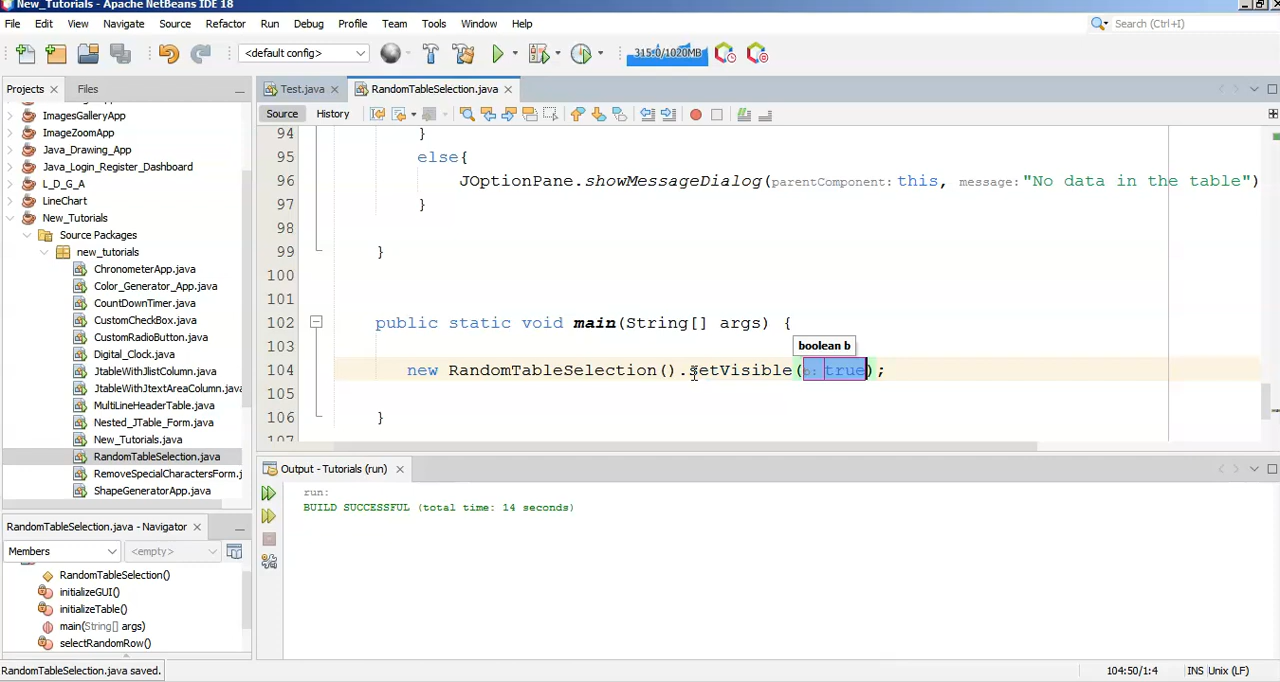 New_Tutorials - Apache NetBeans IDE 18
File Edit View Navigate Source Refactor Run Debug Profile Team Tools Window Help
Search (Ctrl+I)
<default config>
315.0/1020MB
Projects
Files
Test.java
RandomTableSelection.java
Source
History
ImageZoomApp
Java_Drawing_App
Java_Login_Register_Dashboard
L_D_G_A
LineChart
New_Tutorials
Source Packages
new_tutorials
ChronometerApp.java
Color_Generator_App.java
CountDownTimer.java
CustomCheckBox.java
CustomRadioButton.java
Digital_Clock.java
JtableWithJlistColumn.java
JtableWithJtextAreaColumn.java
MultiLineHeaderTable.java
Nested_JTable_Form.java
New_Tutorials.java
RandomTableSelection.java
RemoveSpecialCharactersForm.j
ShapeGeneratorApp.java
94 }
95 else{
96 JOptionPane.showMessageDialog(parentComponent: this, message: "No data in the table")
97 }
98
99 }
100
101
102 public static void main(String[] args) {
boolean b
104 new RandomTableSelection().setVisible(b: true);
105
106 }
107
Output - Tutorials (run)
run:
BUILD SUCCESSFUL (total time: 14 seconds)
RandomTableSelection.java - Navigator
Members
<empty>
RandomTableSelection()
initializeGUI()
initializeTable()
main(String[] args)
selectRandomRow()
RandomTableSelection.java saved.
104:50/1:4
INS
Unix (LF)